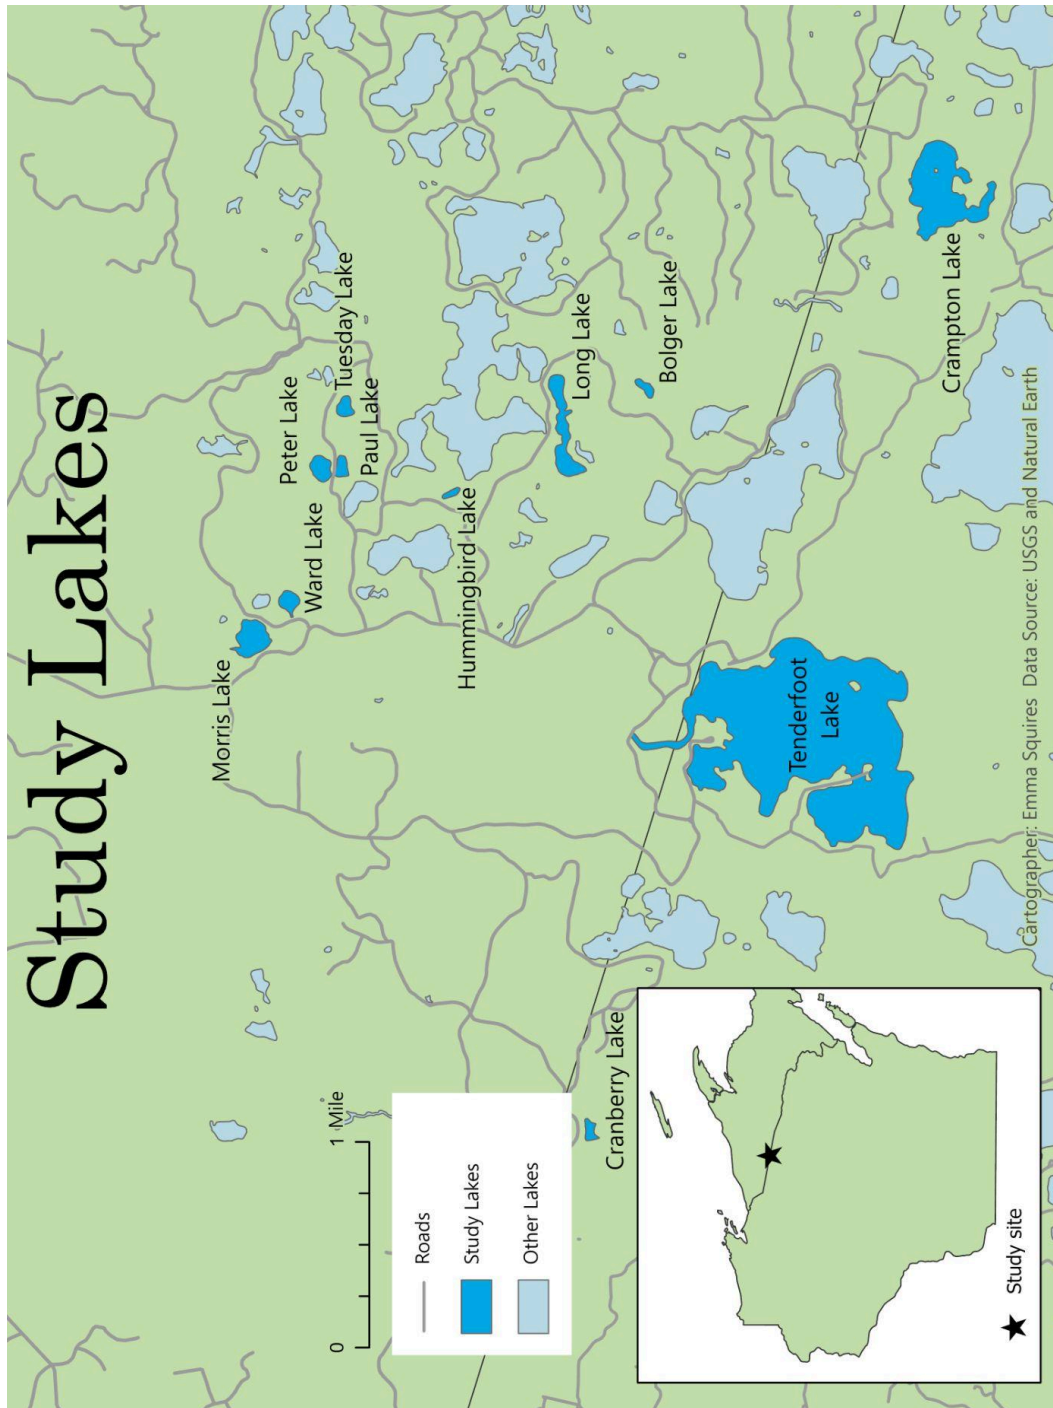 Study Lakes
Morris Lake
Ward Lake
Peter Lake
Tuesday Lake
Paul Lake
Hummingbird Lake
Long Lake
Bolger Lake
Crampton Lake
Tenderfoot
Lake
Cranberry Lake
0
1 Mile
Roads
Study Lakes
Other Lakes
Study site
Cartographer: Emma Squires Data Source: USGS and Natural Earth